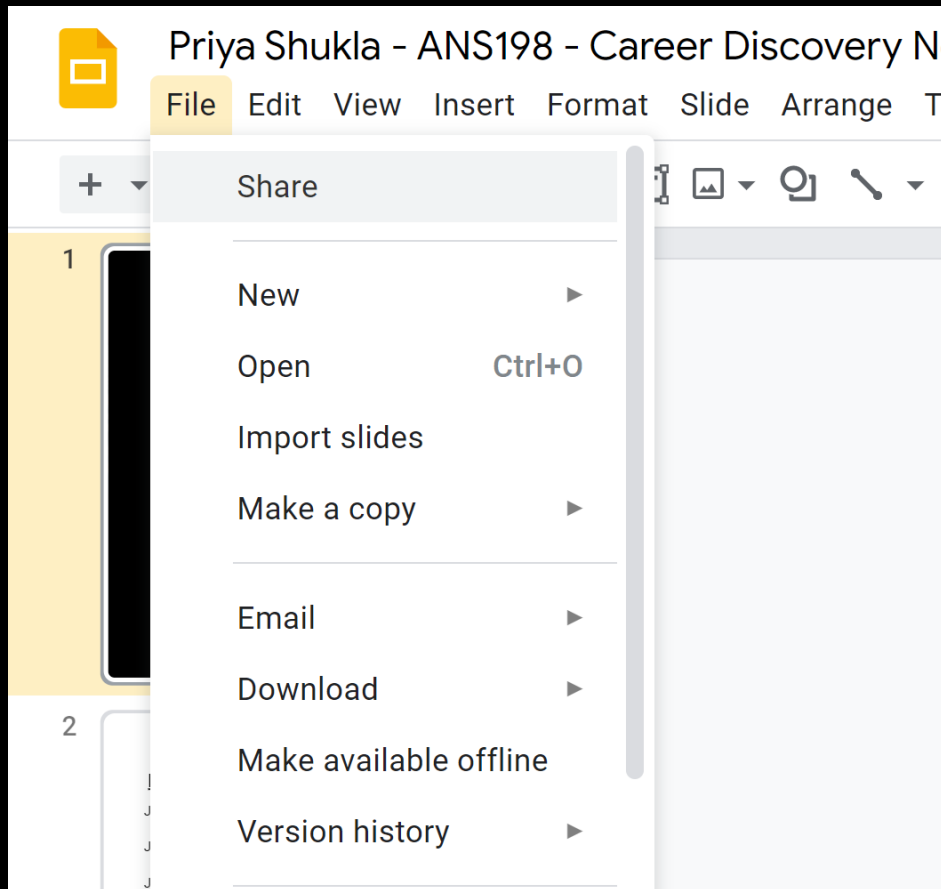 Priya Shukla - ANS198 - Career Discovery N
File Edit View Insert Format Slide Arrange T
Share
1
New
Open Ctrl+O
Import slides
Make a copy
Email
Download
2
Make available offline
Version history